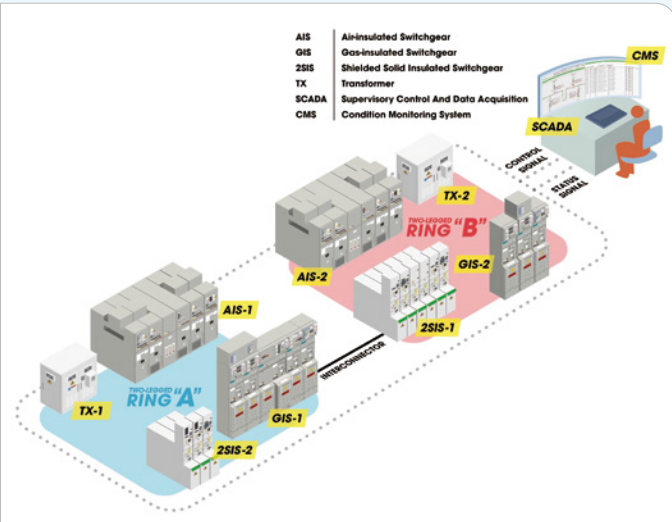 AIS Air-insulated Switchgear
GIS Gas-insulated Switchgear
2SIS Shielded Solid Insulated Switchgear
TX Transformer
SCADA Supervisory Control And Data Acquisition
CMS Condition Monitoring System
CMS
SCADA
CONTROL
SIGNAL
STATUS
SIGNAL
TX-2
TWO-LEGGED
RING "B"
GIS-2
AIS-2
2SIS-1
AIS-1
INTERCONNECTOR
TWO-LEGGED
RING "A"
TX-1
GIS-1
2SIS-2